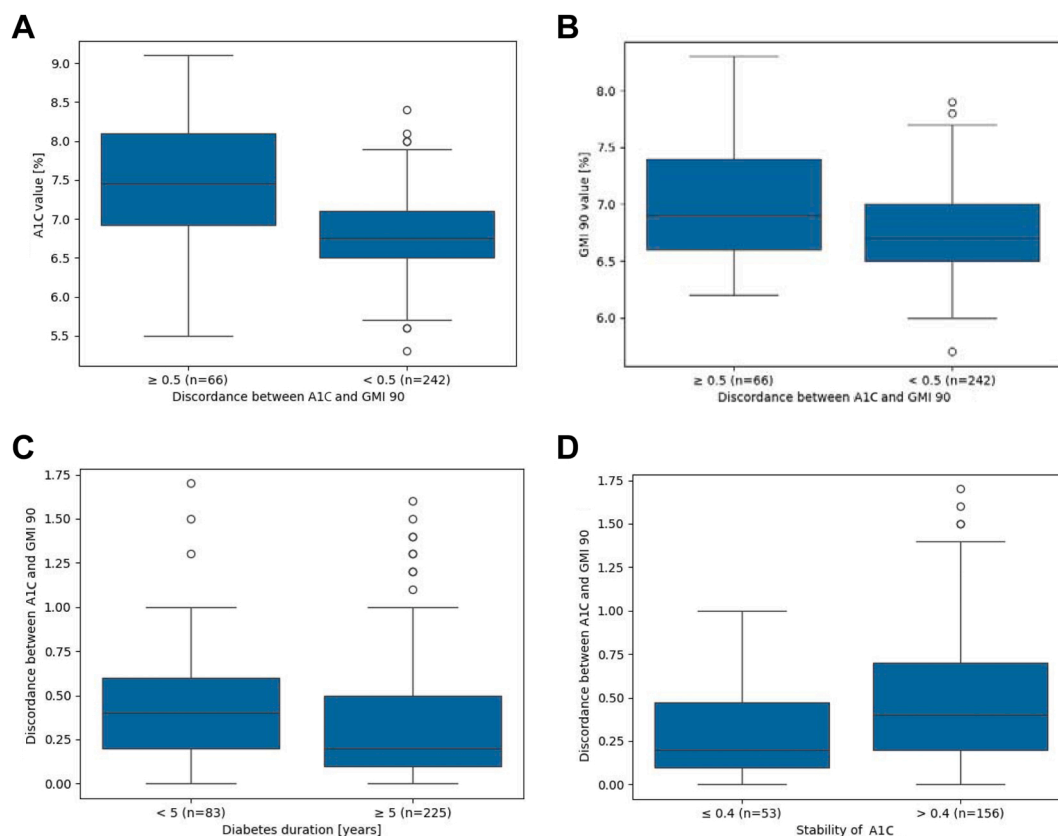 A
A1C value [%]
9.0
8.5
8.0
7.5
7.0
6.5
6.0
5.5
≥ 0.5 (n=66)
< 0.5 (n=242)
Discordance between A1C and GMI 90
B
GMI 90 value [%]
8.0
7.5
7.0
6.5
6.0
≥ 0.5 (n=66)
< 0.5 (n=242)
Discordance between A1C and GMI 90
C
Discordance between A1C and GMI 90
1.75
1.50
1.25
1.00
0.75
0.50
0.25
0.00
< 5 (n=83)
≥ 5 (n=225)
Diabetes duration [years]
D
Discordance between A1C and GMI 90
1.75
1.50
1.25
1.00
0.75
0.50
0.25
0.00
≤ 0.4 (n=53)
> 0.4 (n=156)
Stability of A1C